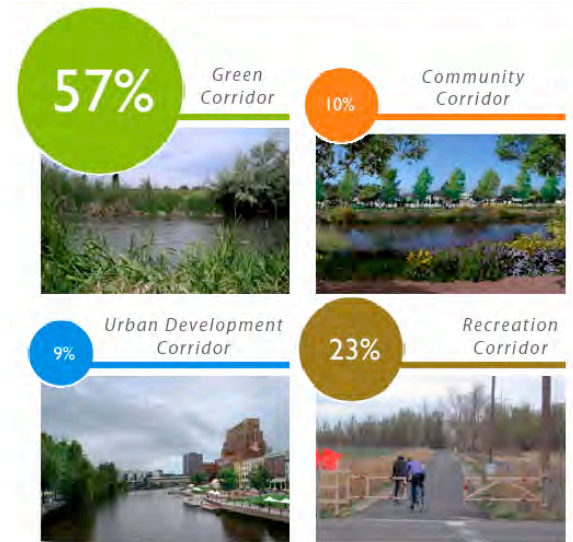 57%
Green
Corridor
10%
Community
Corridor
9%
Urban Development
Corridor
23%
Recreation
Corridor